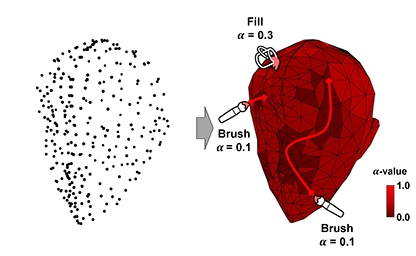 Fill
α = 0.3
Brush
α = 0.1
α-value
1.0
0.0
Brush
α = 0.1